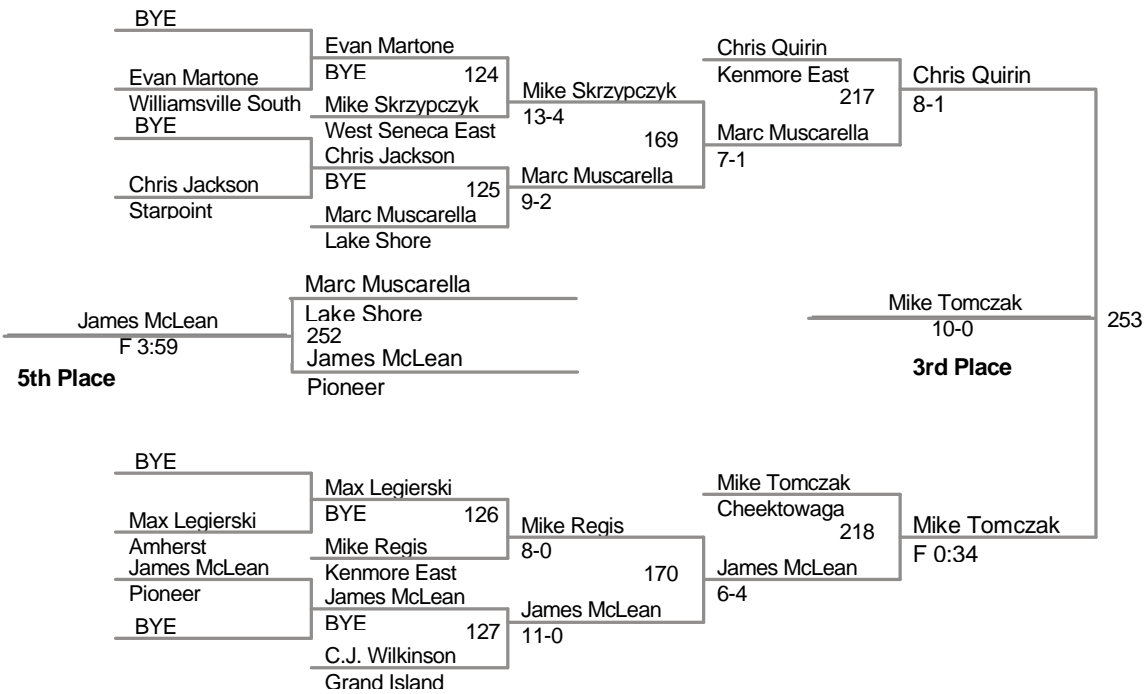 BYE
Evan Martone
Williamsville South
BYE
Chris Jackson
Starpoint
Evan Martone
BYE
124
Mike Skrzypczyk
West Seneca East
Chris Jackson
BYE
125
Marc Muscarella
Lake Shore
Mike Skrzypczyk
13-4
169
Marc Muscarella
9-2
Chris Quirin
Kenmore East
217
Marc Muscarella
7-1
Chris Quirin
8-1
James McLean
F 3:59
5th Place
Marc Muscarella
Lake Shore
252
James McLean
Pioneer
Mike Tomczak
10-0
3rd Place
253
BYE
Max Legierski
Amherst
James McLean
Pioneer
BYE
Max Legierski
BYE
126
Mike Regis
Kenmore East
James McLean
BYE
127
C.J. Wilkinson
Grand Island
Mike Regis
8-0
170
James McLean
11-0
Mike Tomczak
Cheektowaga
218
James McLean
6-4
Mike Tomczak
F 0:34